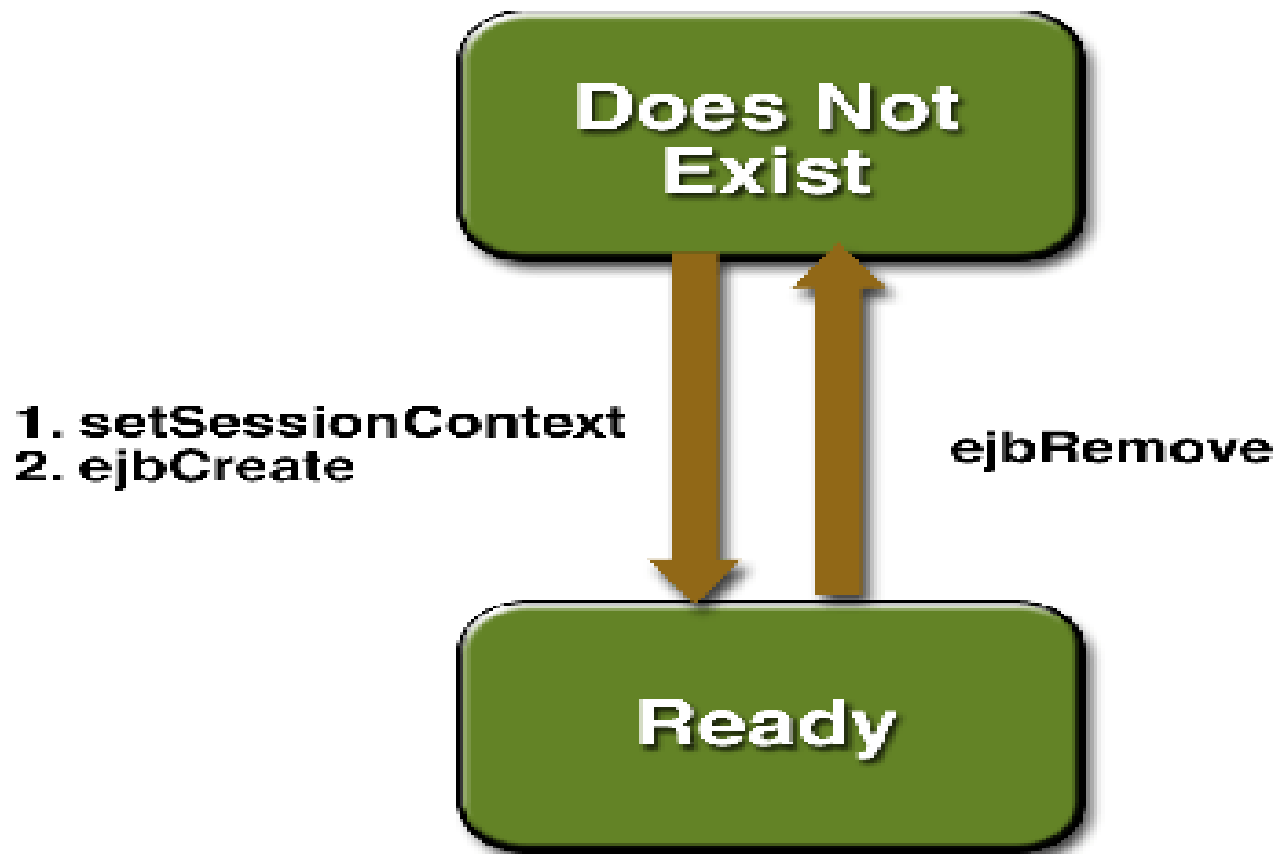 Does Not
Exist
1. setSessionContext
2. ejbCreate
ejbRemove
Ready